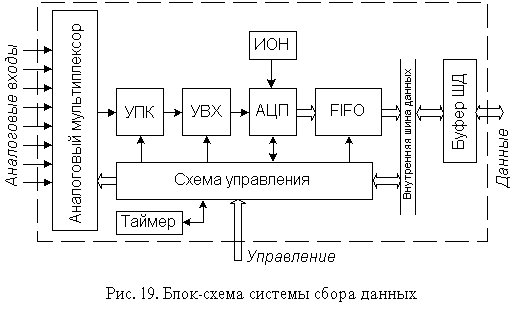 Аналоговые входы
Аналоговый мультиплексор
ИОН
УПК
УВХ
АЦП
FIFO
Внутренняя шина данных
Буфер ШД
Данные
Схема управления
Таймер
Управление
Рис. 19. Блок-схема системы сбора данных